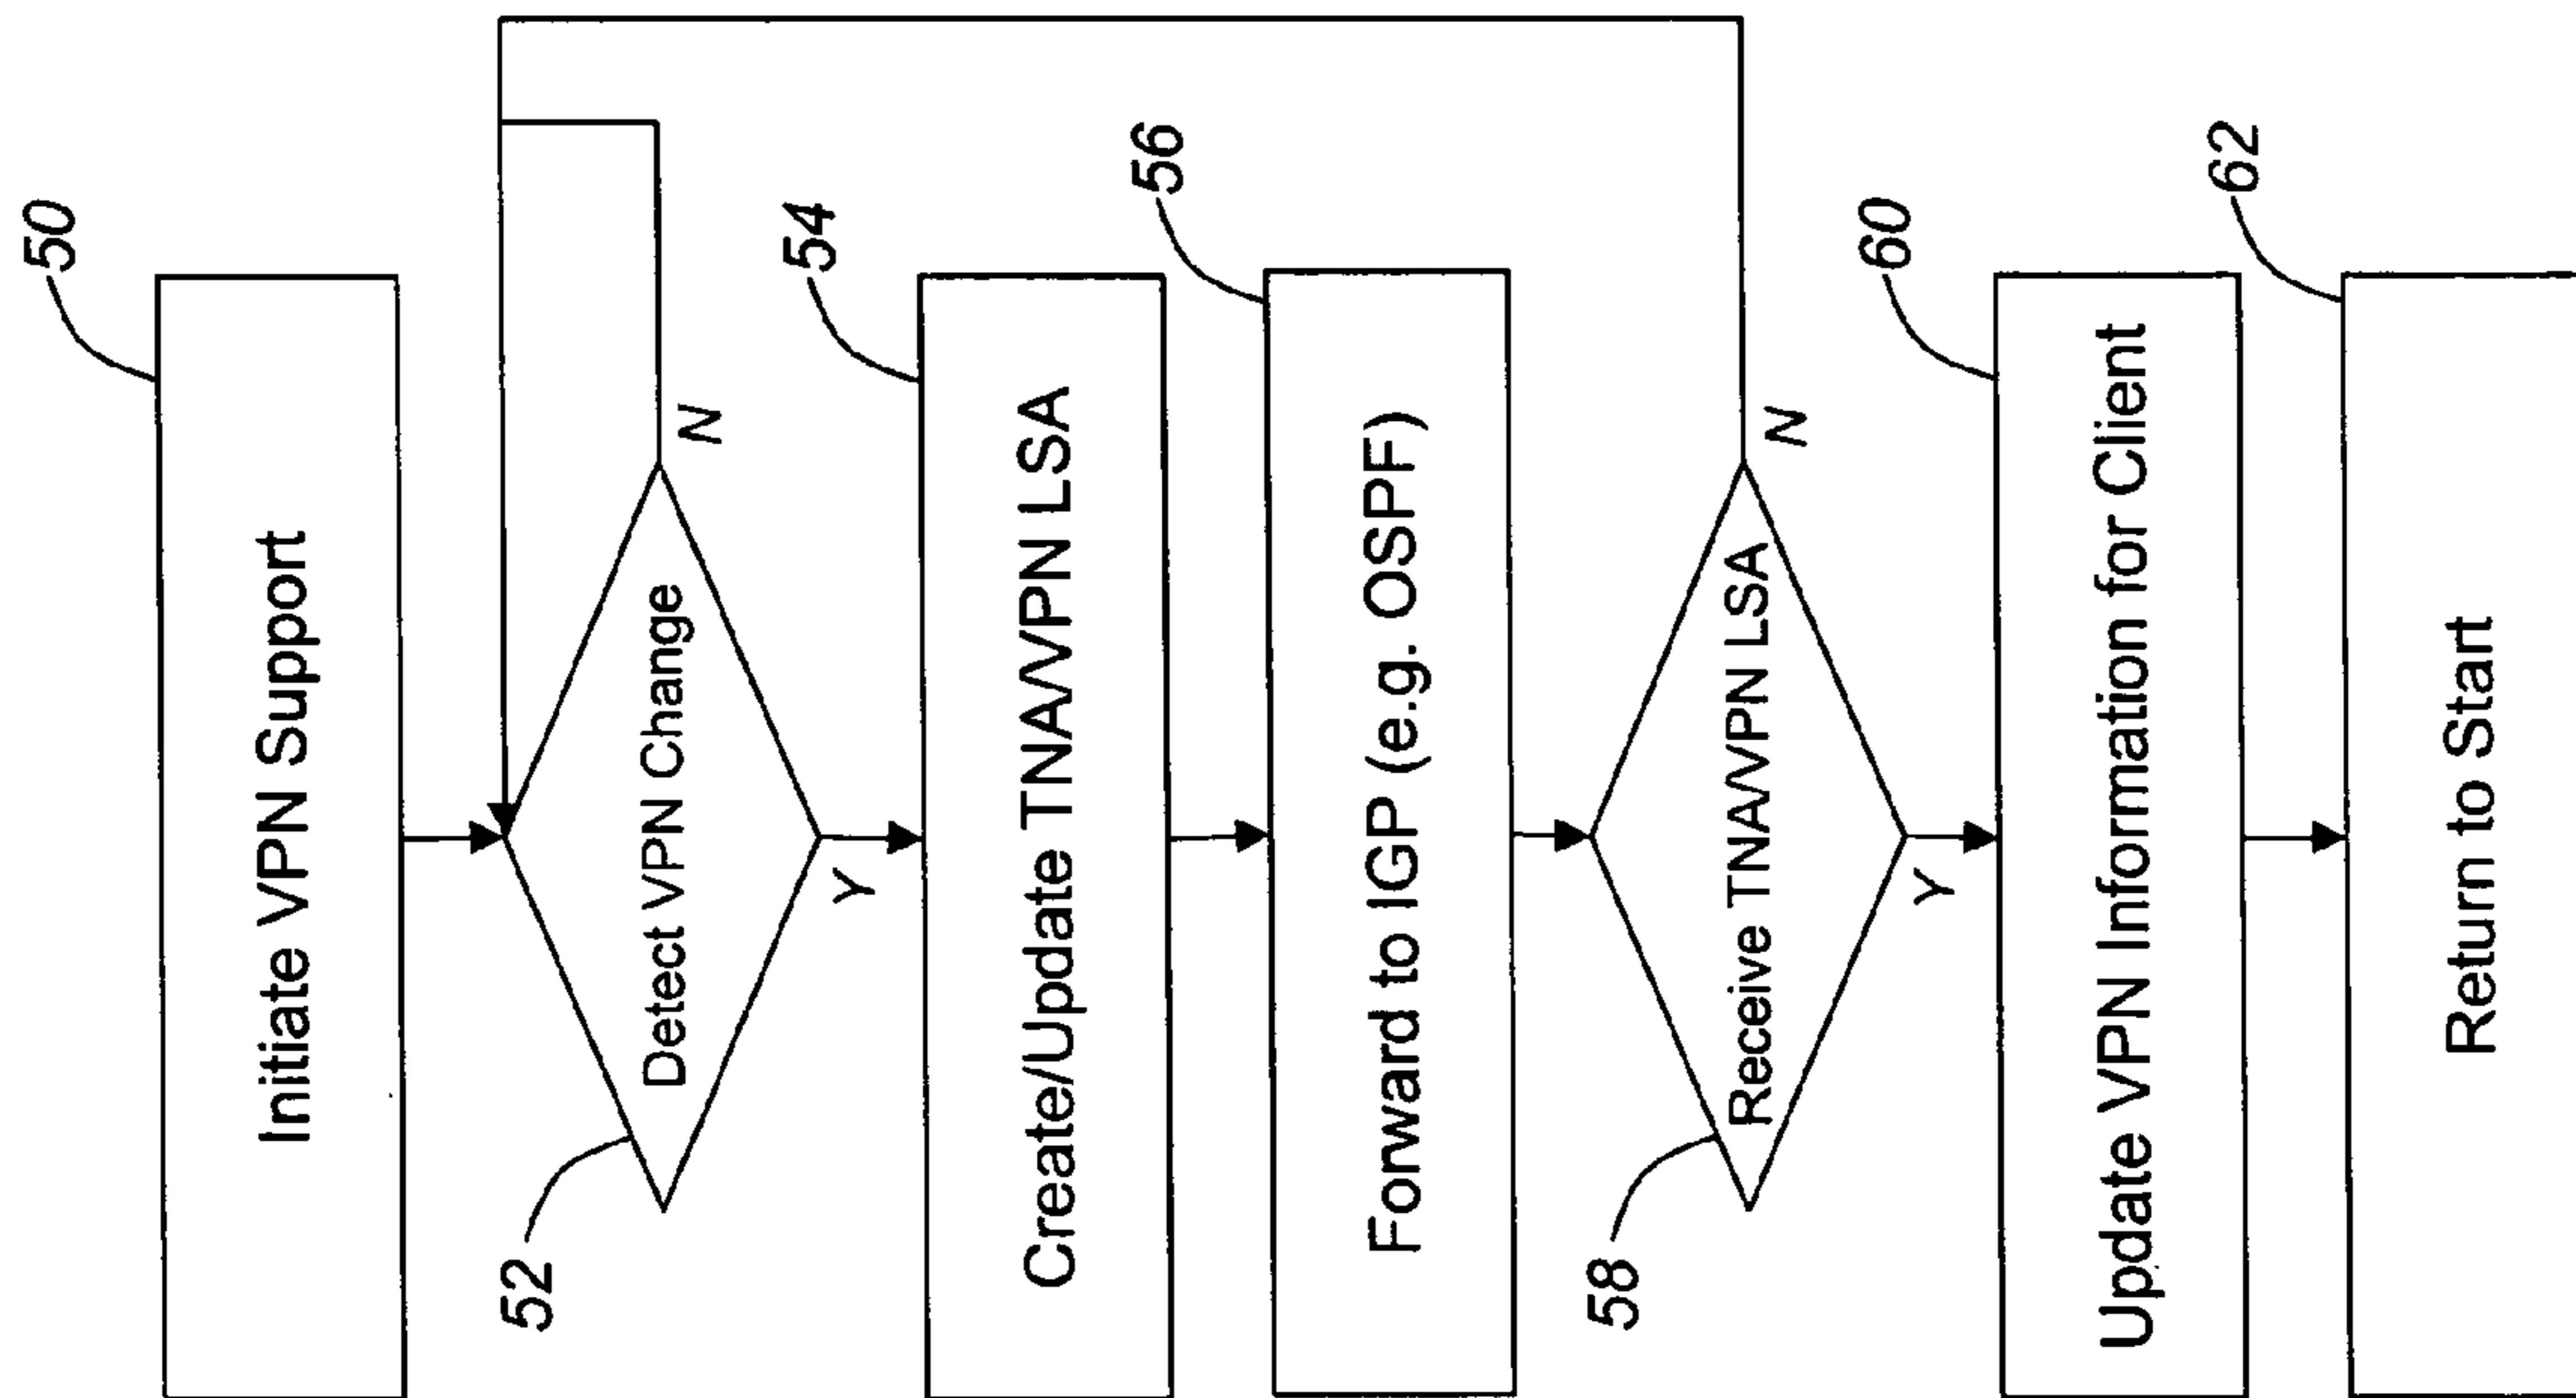 50
Initiate VPN Support
52
Detect VPN Change
N
Y
54
Create/Update TNA/VPN LSA
56
Forward to IGP (e.g. OSPF)
58
Receive TNA/VPN LSA
N
Y
60
Update VPN Information for Client
62
Return to Start